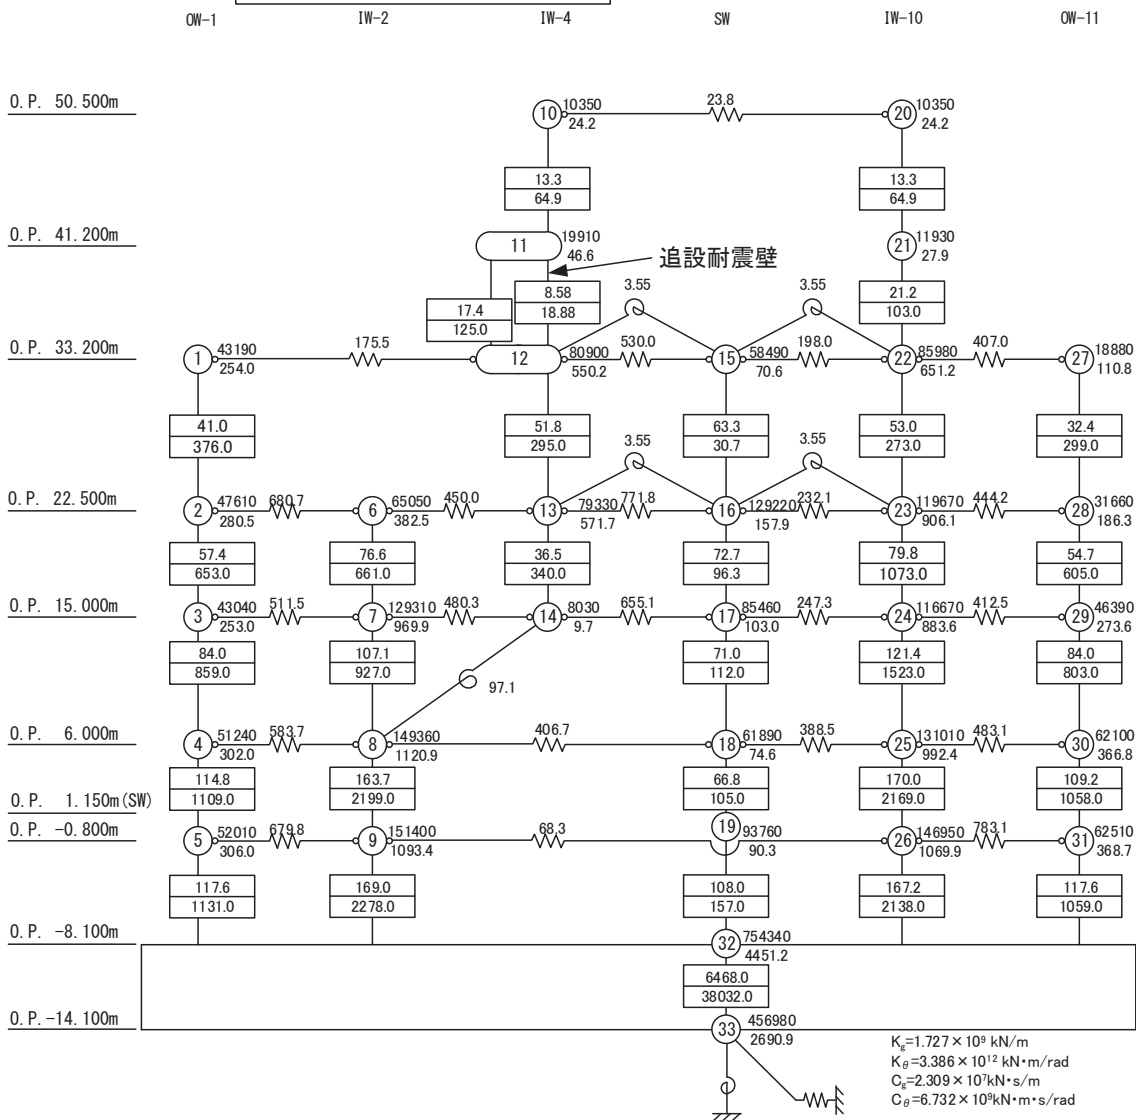 OW-1 IW-2 IW-4 SW IW-10 OW-11
O.P. 50.500m
10 10350 24.2 23.8 20 10350 24.2
13.3 64.9 13.3 64.9
O.P. 41.200m
11 19910 46.6 21 11930 27.9
追設耐震壁
17.4 125.0 8.58 18.88 3.55 3.55 21.2 103.0
O.P. 33.200m
1 43190 254.0 175.5 12 80900 550.2 530.0 15 58490 70.6 198.0 22 85980 651.2 407.0 27 18880 110.8
41.0 376.0 51.8 295.0 63.3 30.7 53.0 273.0 32.4 299.0
3.55 3.55
O.P. 22.500m
2 47610 280.5 680.7 6 65050 382.5 450.0 13 79330 571.7 771.8 16 129220 157.9 232.1 23 119670 906.1 444.2 28 31660 186.3
57.4 653.0 76.6 661.0 36.5 340.0 72.7 96.3 79.8 1073.0 54.7 605.0
O.P. 15.000m
3 43040 253.0 511.5 7 129310 969.9 480.3 14 8030 9.7 655.1 17 85460 103.0 247.3 24 116670 883.6 412.5 29 46390 273.6
84.0 859.0 107.1 927.0 97.1 71.0 112.0 121.4 1523.0 84.0 803.0
O.P. 6.000m
4 51240 302.0 583.7 8 149360 1120.9 406.7 18 61890 74.6 388.5 25 131010 992.4 483.1 30 62100 366.8
114.8 1109.0 163.7 2199.0 66.8 105.0 170.0 2169.0 109.2 1058.0
O.P. 1.150m(SW)
O.P. -0.800m
5 52010 306.0 679.8 9 151400 1093.4 68.3 19 93760 90.3 26 146950 1069.9 783.1 31 62510 368.7
117.6 1131.0 169.0 2278.0 108.0 157.0 167.2 2138.0 117.6 1059.0
O.P. -8.100m
32 754340 4451.2
6468.0 38032.0
O.P.-14.100m
33 456980 2690.9
Kg=1.727×10⁹ kN/m
Kθ=3.386×10¹² kN・m/rad
Cg=2.309×10⁷kN・s/m
Cθ=6.732×10⁹kN・m・s/rad